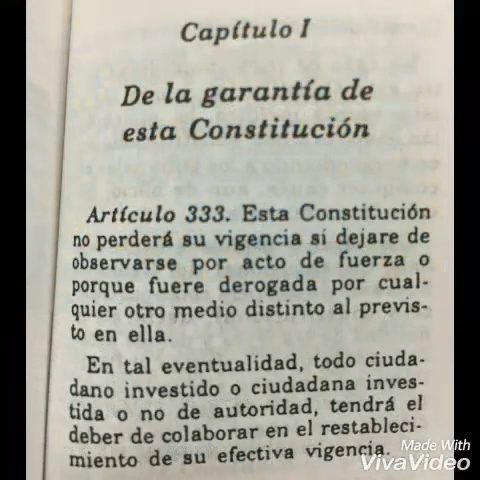 Capítulo I
De la garantía de
esta Constitución
Artículo 333. Esta Constitución
no perderá su vigencia si dejare de
observarse por acto de fuerza o
porque fuere derogada por cual-
quier otro medio distinto al previs-
to en ella.
En tal eventualidad, todo ciuda-
dano investido o ciudadana inves-
tida o no de autoridad, tendrá el
deber de colaborar en el restableci-
miento de su efectiva vigencia.
Made With
VivaVideo